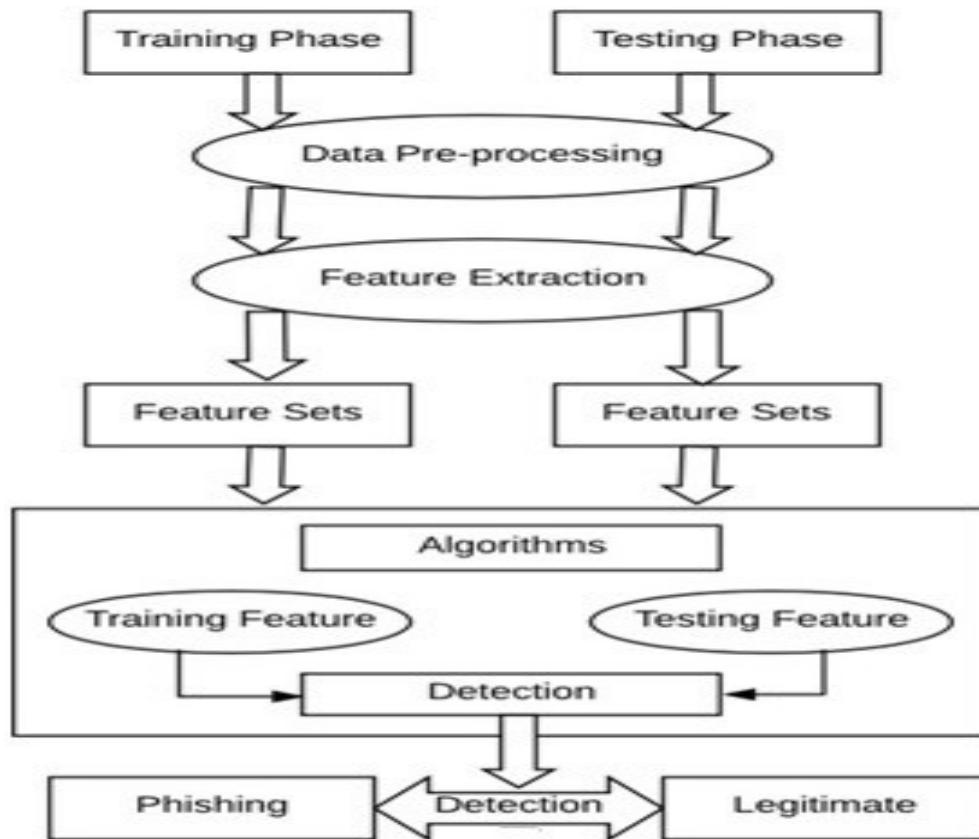 Training Phase
Testing Phase
Data Pre-processing
Feature Extraction
Feature Sets
Feature Sets
Algorithms
Training Feature
Testing Feature
Detection
Phishing
Detection
Legitimate